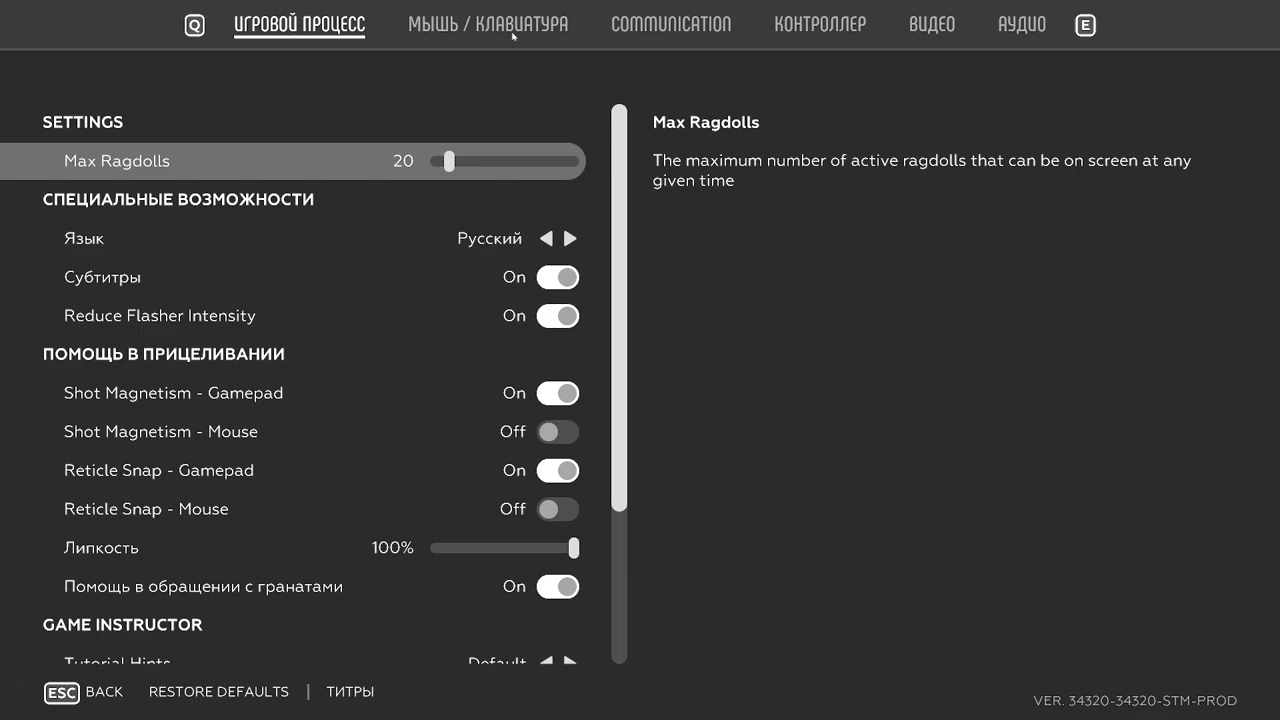 Q ИГРОВОЙ ПРОЦЕСС МЫШЬ / КЛАВИАТУРА COMMUNICATION КОНТРОЛЛЕР ВИДЕО АУДИО E
SETTINGS
Max Ragdolls 20
СПЕЦИАЛЬНЫЕ ВОЗМОЖНОСТИ
Язык Русский
Субтитры On
Reduce Flasher Intensity On
ПОМОЩЬ В ПРИЦЕЛИВАНИИ
Shot Magnetism - Gamepad On
Shot Magnetism - Mouse Off
Reticle Snap - Gamepad On
Reticle Snap - Mouse Off
Липкость 100%
Помощь в обращении с гранатами On
GAME INSTRUCTOR
Tutorial Hints Default
Max Ragdolls
The maximum number of active ragdolls that can be on screen at any
given time
ESC BACK RESTORE DEFAULTS | ТИТРЫ
VER. 34320-34320-STM-PROD